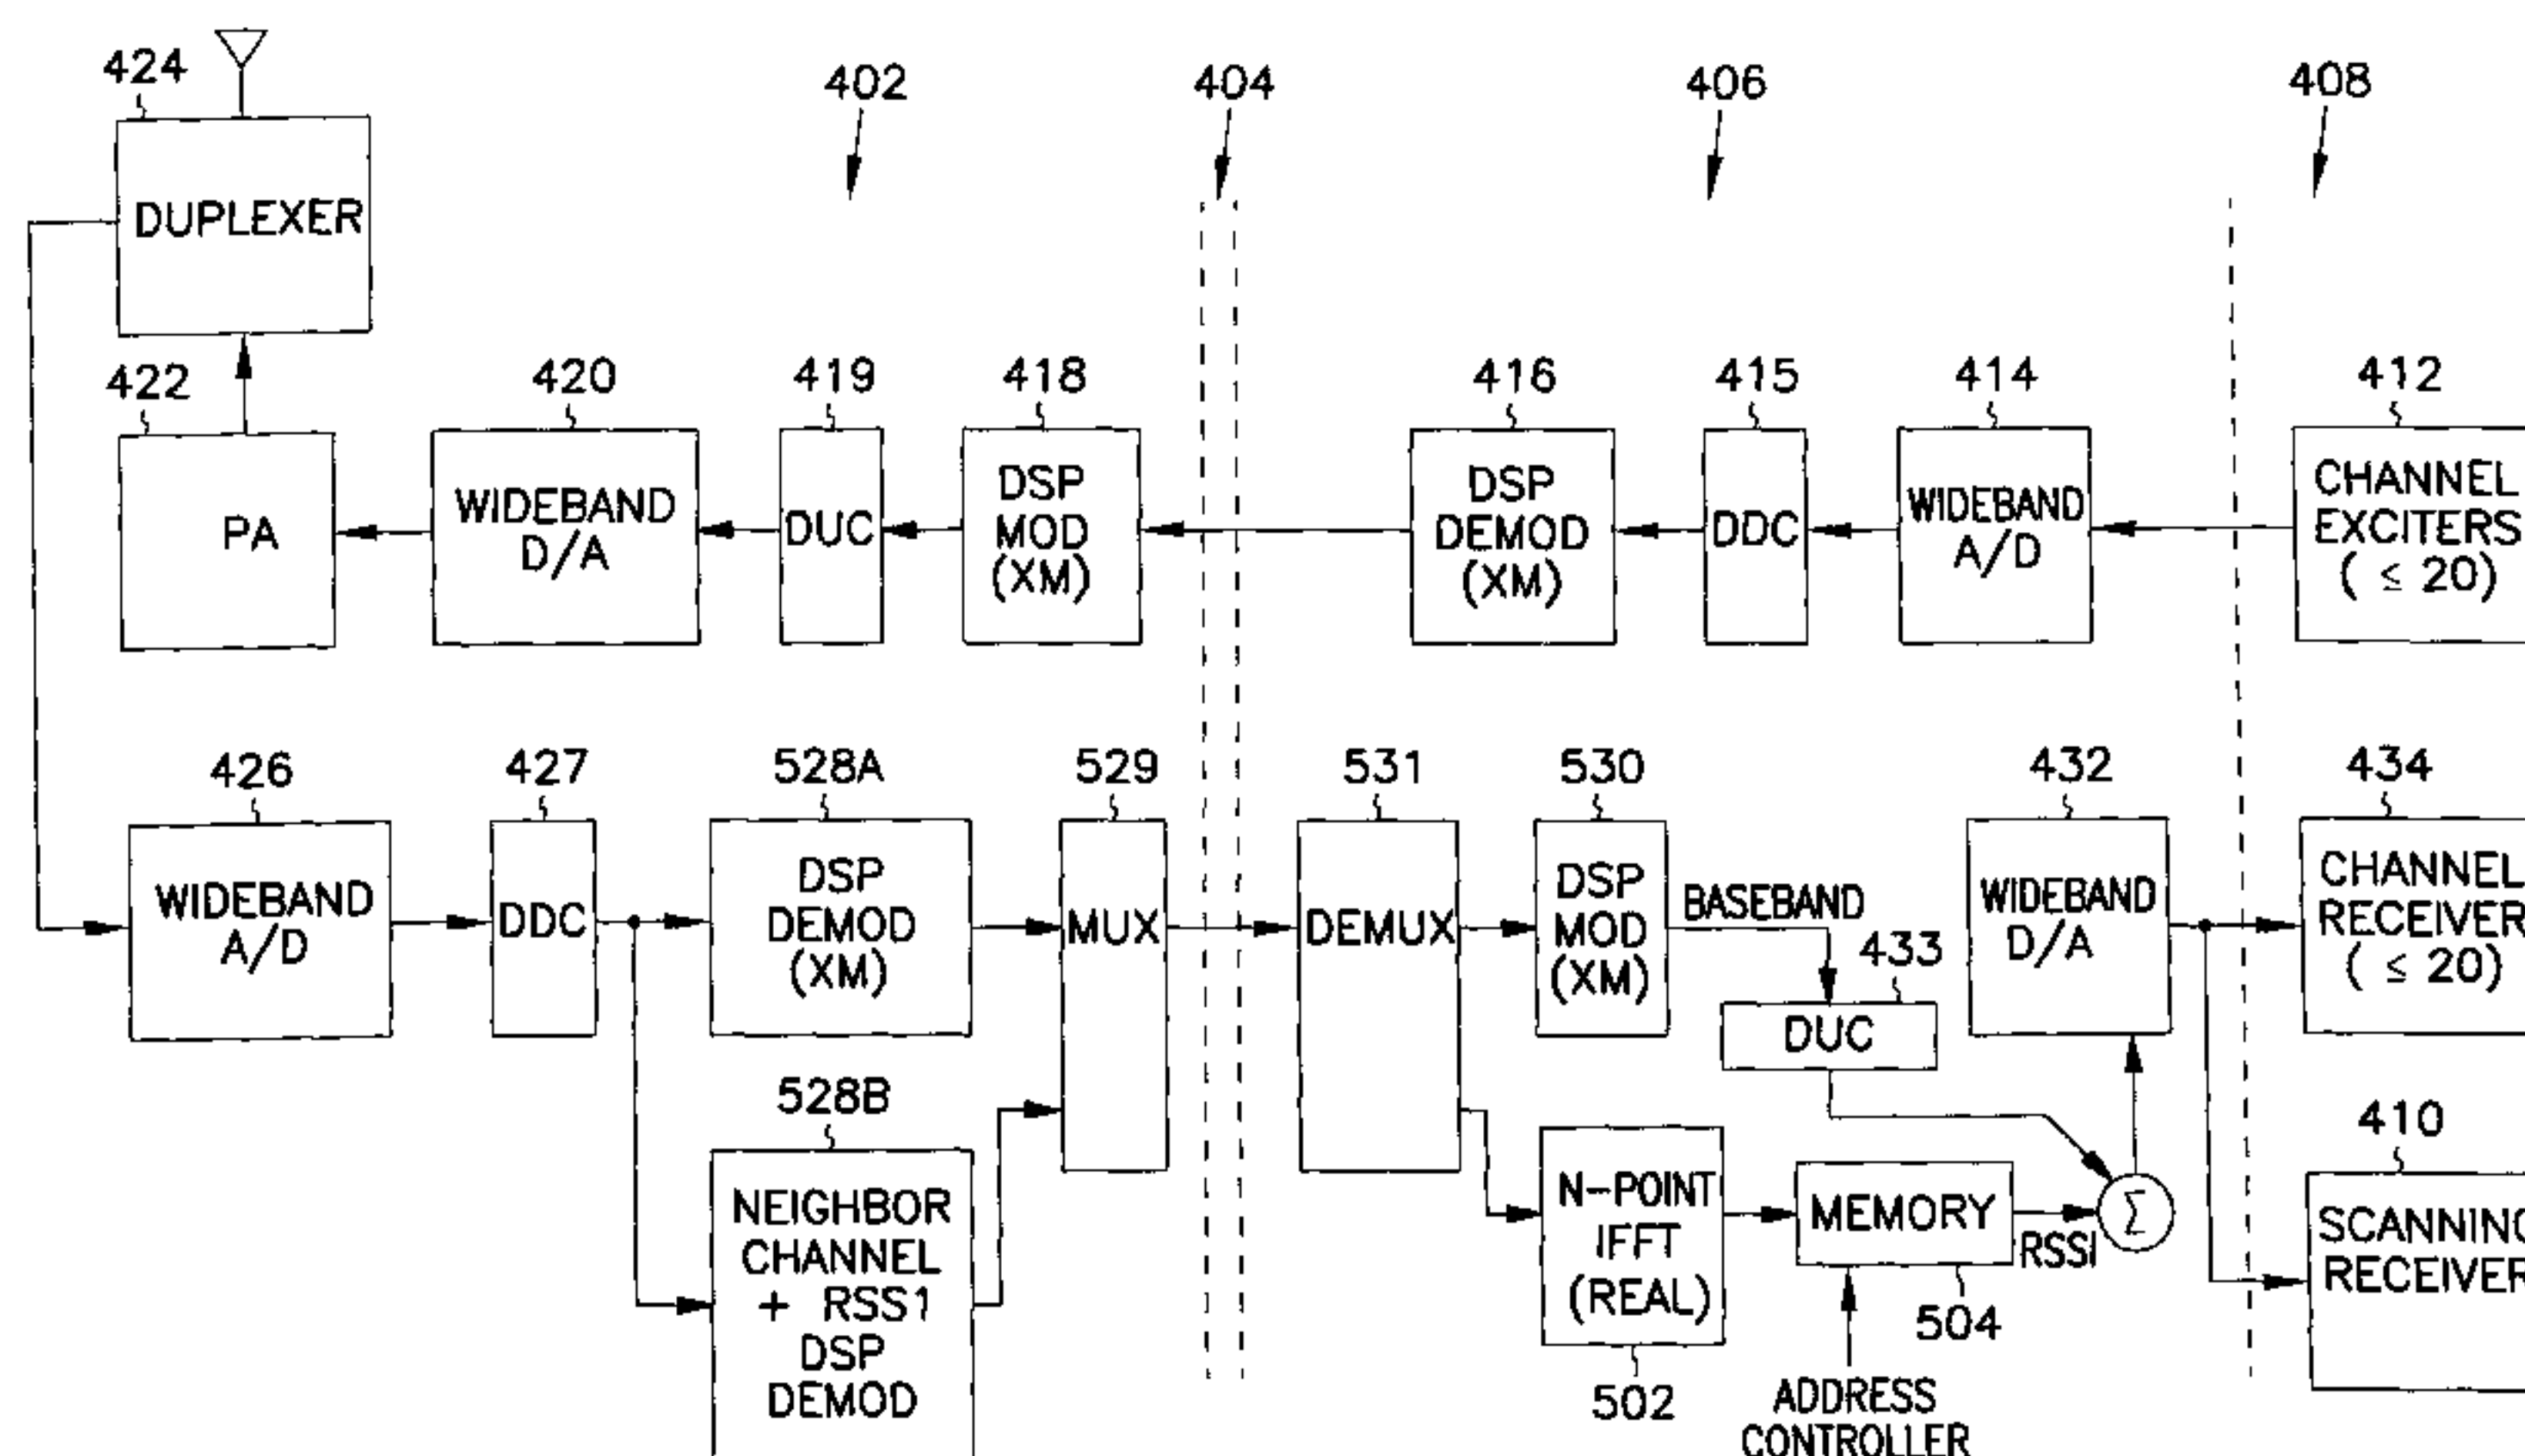 424
402
404
406
408
DUPLEXER
422
420
419
418
416
415
414
412
PA
WIDEBAND
D/A
DUC
DSP
MOD
(XM)
DSP
DEMOD
(XM)
DDC
WIDEBAND
A/D
CHANNEL
EXCITERS
( ≤ 20)
426
427
528A
529
531
530
432
434
WIDEBAND
A/D
DDC
DSP
DEMOD
(XM)
MUX
DEMUX
DSP
MOD
(XM)
BASEBAND
433
DUC
WIDEBAND
D/A
CHANNEL
RECEIVER
( ≤ 20)
528B
NEIGHBOR
CHANNEL
+ RSS1
DSP
DEMOD
N-POINT
IFFT
(REAL)
502
MEMORY
504
RSSI
Σ
ADDRESS
CONTROLLER
410
SCANNING
RECEIVER